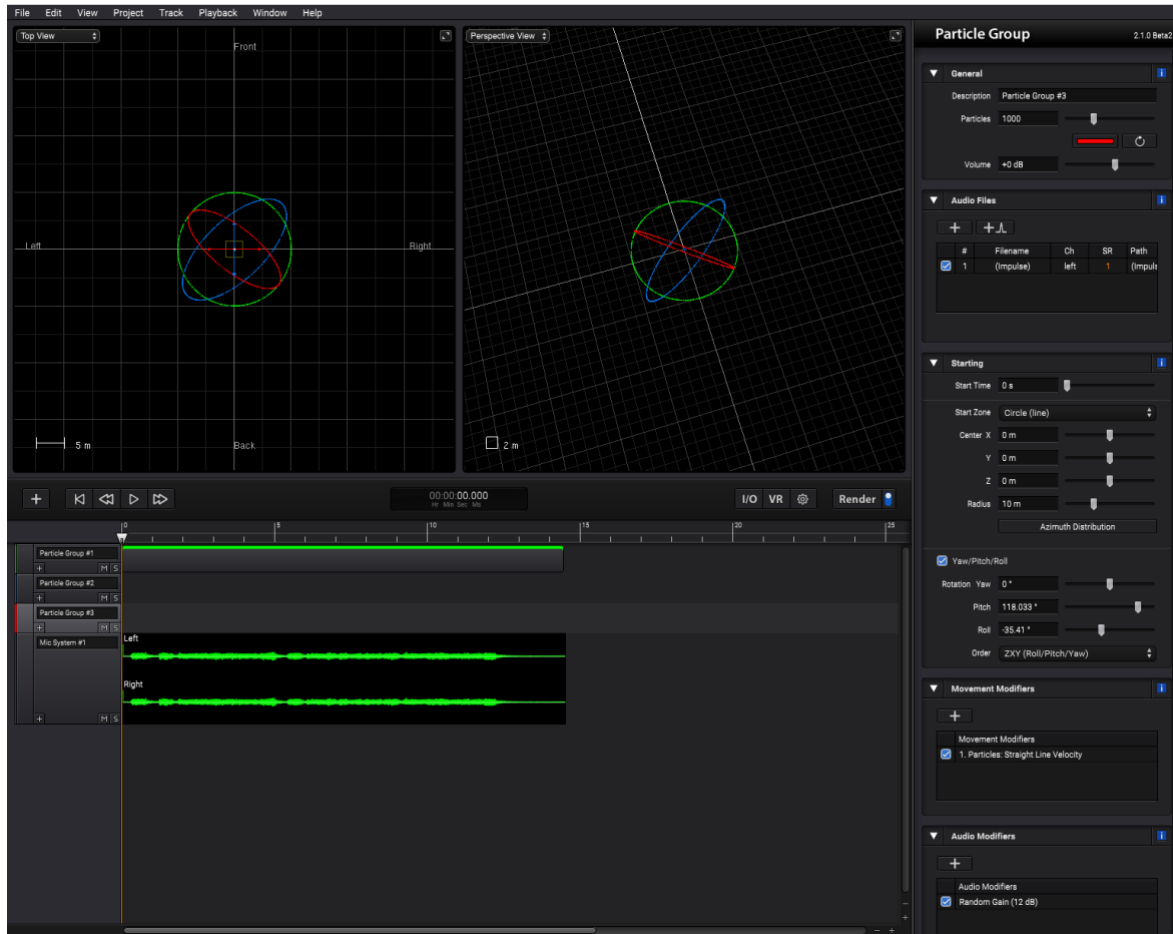 File Edit View Project Track Playback Window Help
Top View
Front
Left
Right
5 m
Back
Perspective View
2 m
Particle Group 2.1.0 Beta2
General
Description Particle Group #3
Particles 1000
Volume +0 dB
Audio Files
# Filename Ch SR Path
1 (Impulse) left 1 (Impuls
Starting
Start Time 0 s
Start Zone Circle (line)
Center X 0 m
Y 0 m
Z 0 m
Radius 10 m
Azimuth Distribution
Yaw/Pitch/Roll
Rotation Yaw 0°
Pitch 118.033 °
Roll -35.41 °
Order ZXY (Roll/Pitch/Yaw)
Movement Modifiers
Movement Modifiers
1. Particles: Straight Line Velocity
Audio Modifiers
Audio Modifiers
Random Gain (12 dB)
00:00:00.000
Hr Min Sec Ms
I/O VR Render
0 5 10 15 20 25
Particle Group #1
M S
Particle Group #2
M S
Particle Group #3
M S
Mic System #1
Left
Right
M S